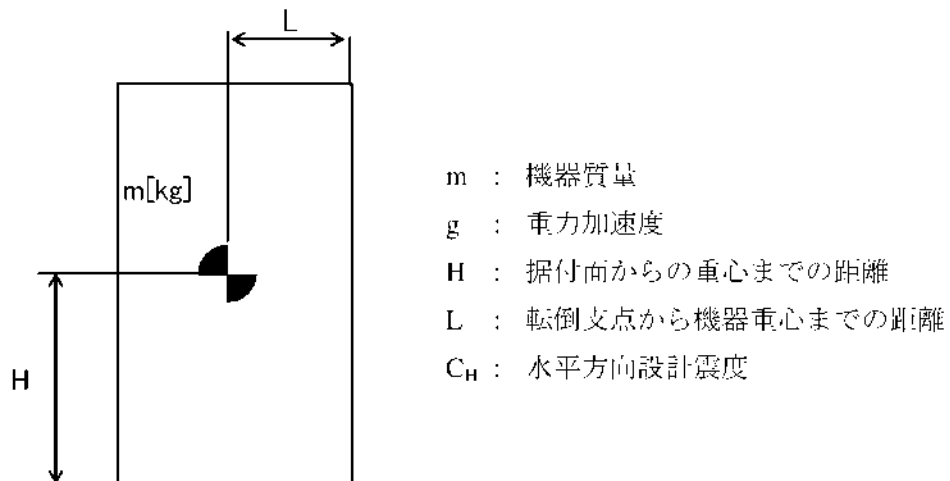 L
m[kg]
H
m : 機器質量
g : 重力加速度
H : 据付面からの重心までの距離
L : 転倒支点から機器重心までの距離
CH : 水平方向設計震度